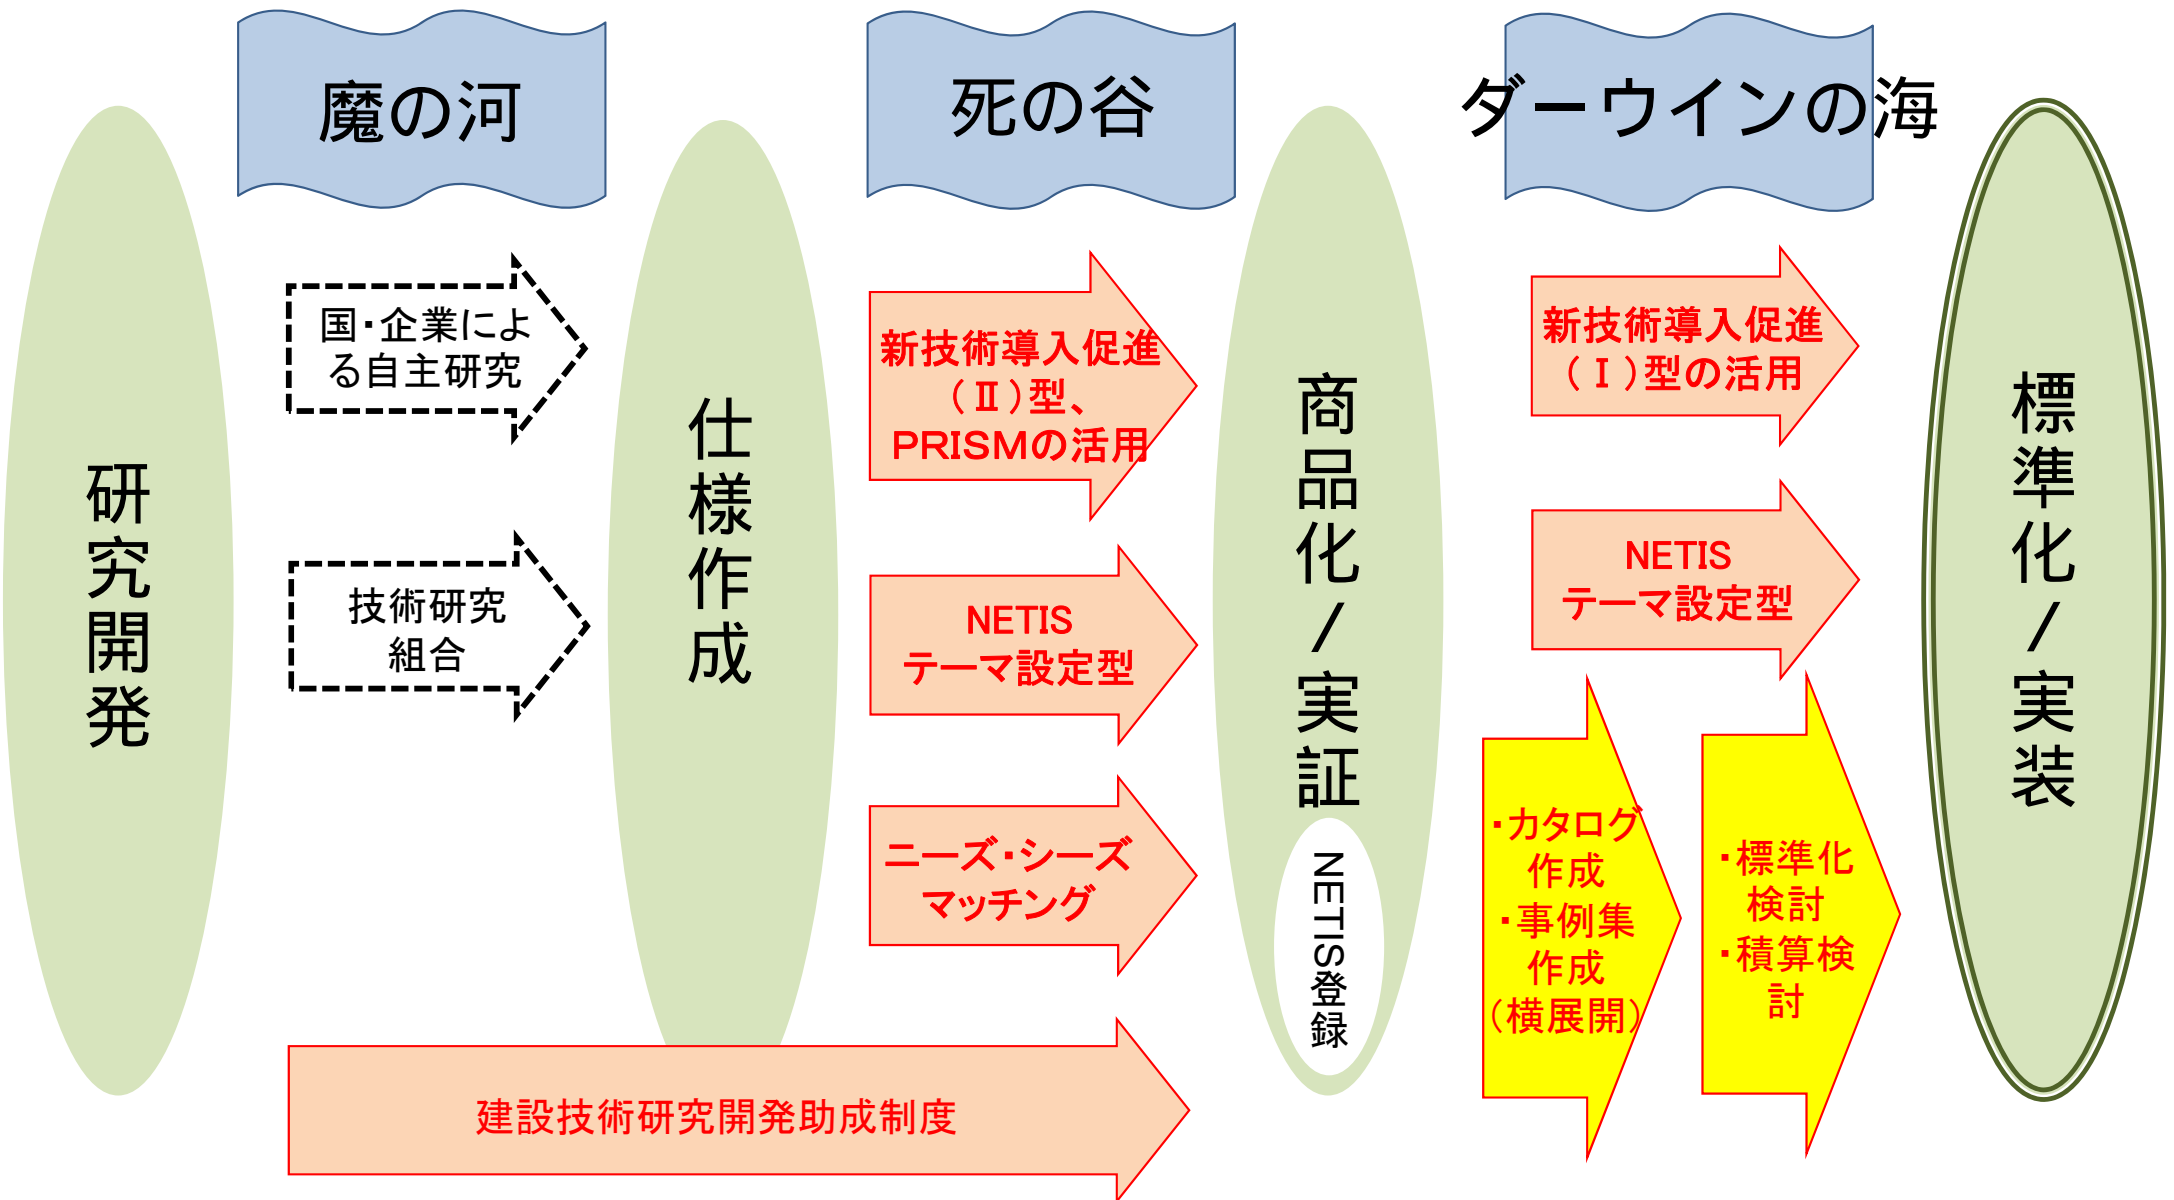 魔の河
死の谷
ダーウインの海
研究開発
国・企業によ
る自主研究
技術研究
組合
仕様作成
新技術導入促進
（Ⅱ）型、
PRISMの活用
NETIS
テーマ設定型
ニーズ・シーズ
マッチング
建設技術研究開発助成制度
商品化/実証
NETIS登録
新技術導入促進
（Ⅰ）型の活用
NETIS
テーマ設定型
・カタログ
作成
・事例集
作成
（横展開）
・標準化
検討
・積算検
討
標準化/実装